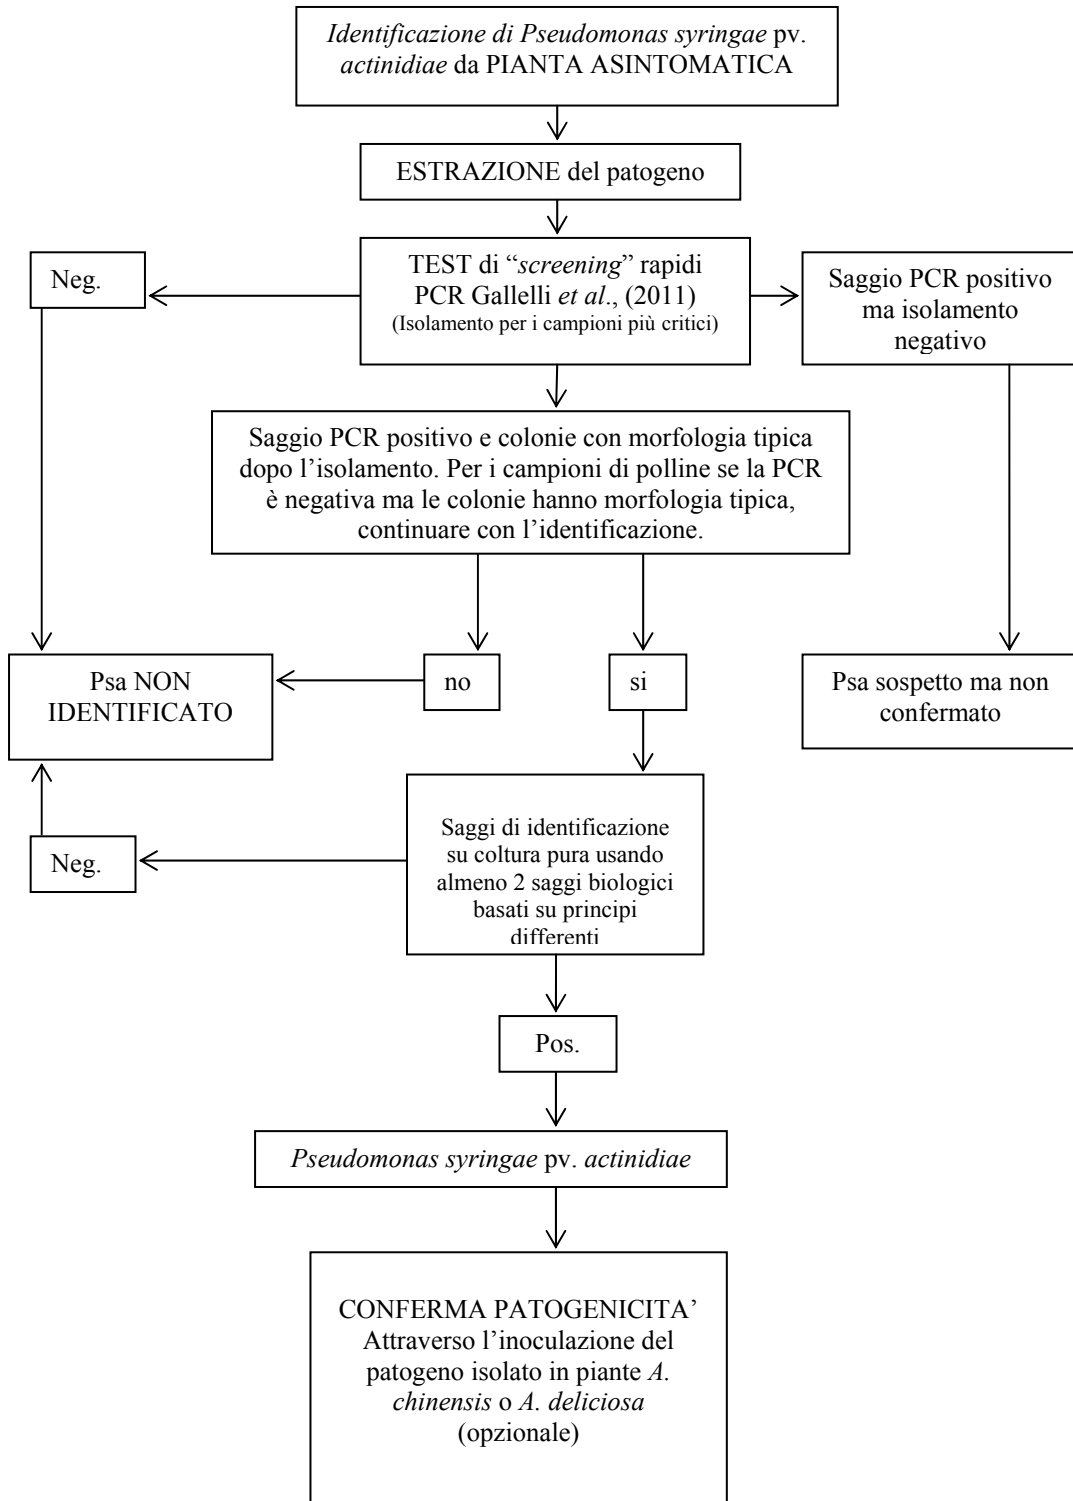 Identificazione di Pseudomonas syringae pv.
actinidiae da PIANTA ASINTOMATICA
ESTRAZIONE del patogeno
Neg.
TEST di “screening” rapidi
PCR Gallelli et al., (2011)
(Isolamento per i campioni più critici)
Saggio PCR positivo
ma isolamento
negativo
Saggio PCR positivo e colonie con morfologia tipica
dopo l’isolamento. Per i campioni di polline se la PCR
è negativa ma le colonie hanno morfologia tipica,
continuare con l’identificazione.
Psa NON
IDENTIFICATO
no
si
Psa sospetto ma non
confermato
Neg.
Saggi di identificazione
su coltura pura usando
almeno 2 saggi biologici
basati su principi
differenti
Pos.
Pseudomonas syringae pv. actinidiae
CONFERMA PATOGENICITA’
Attraverso l’inoculazione del
patogeno isolato in piante A.
chinensis o A. deliciosa
(opzionale)